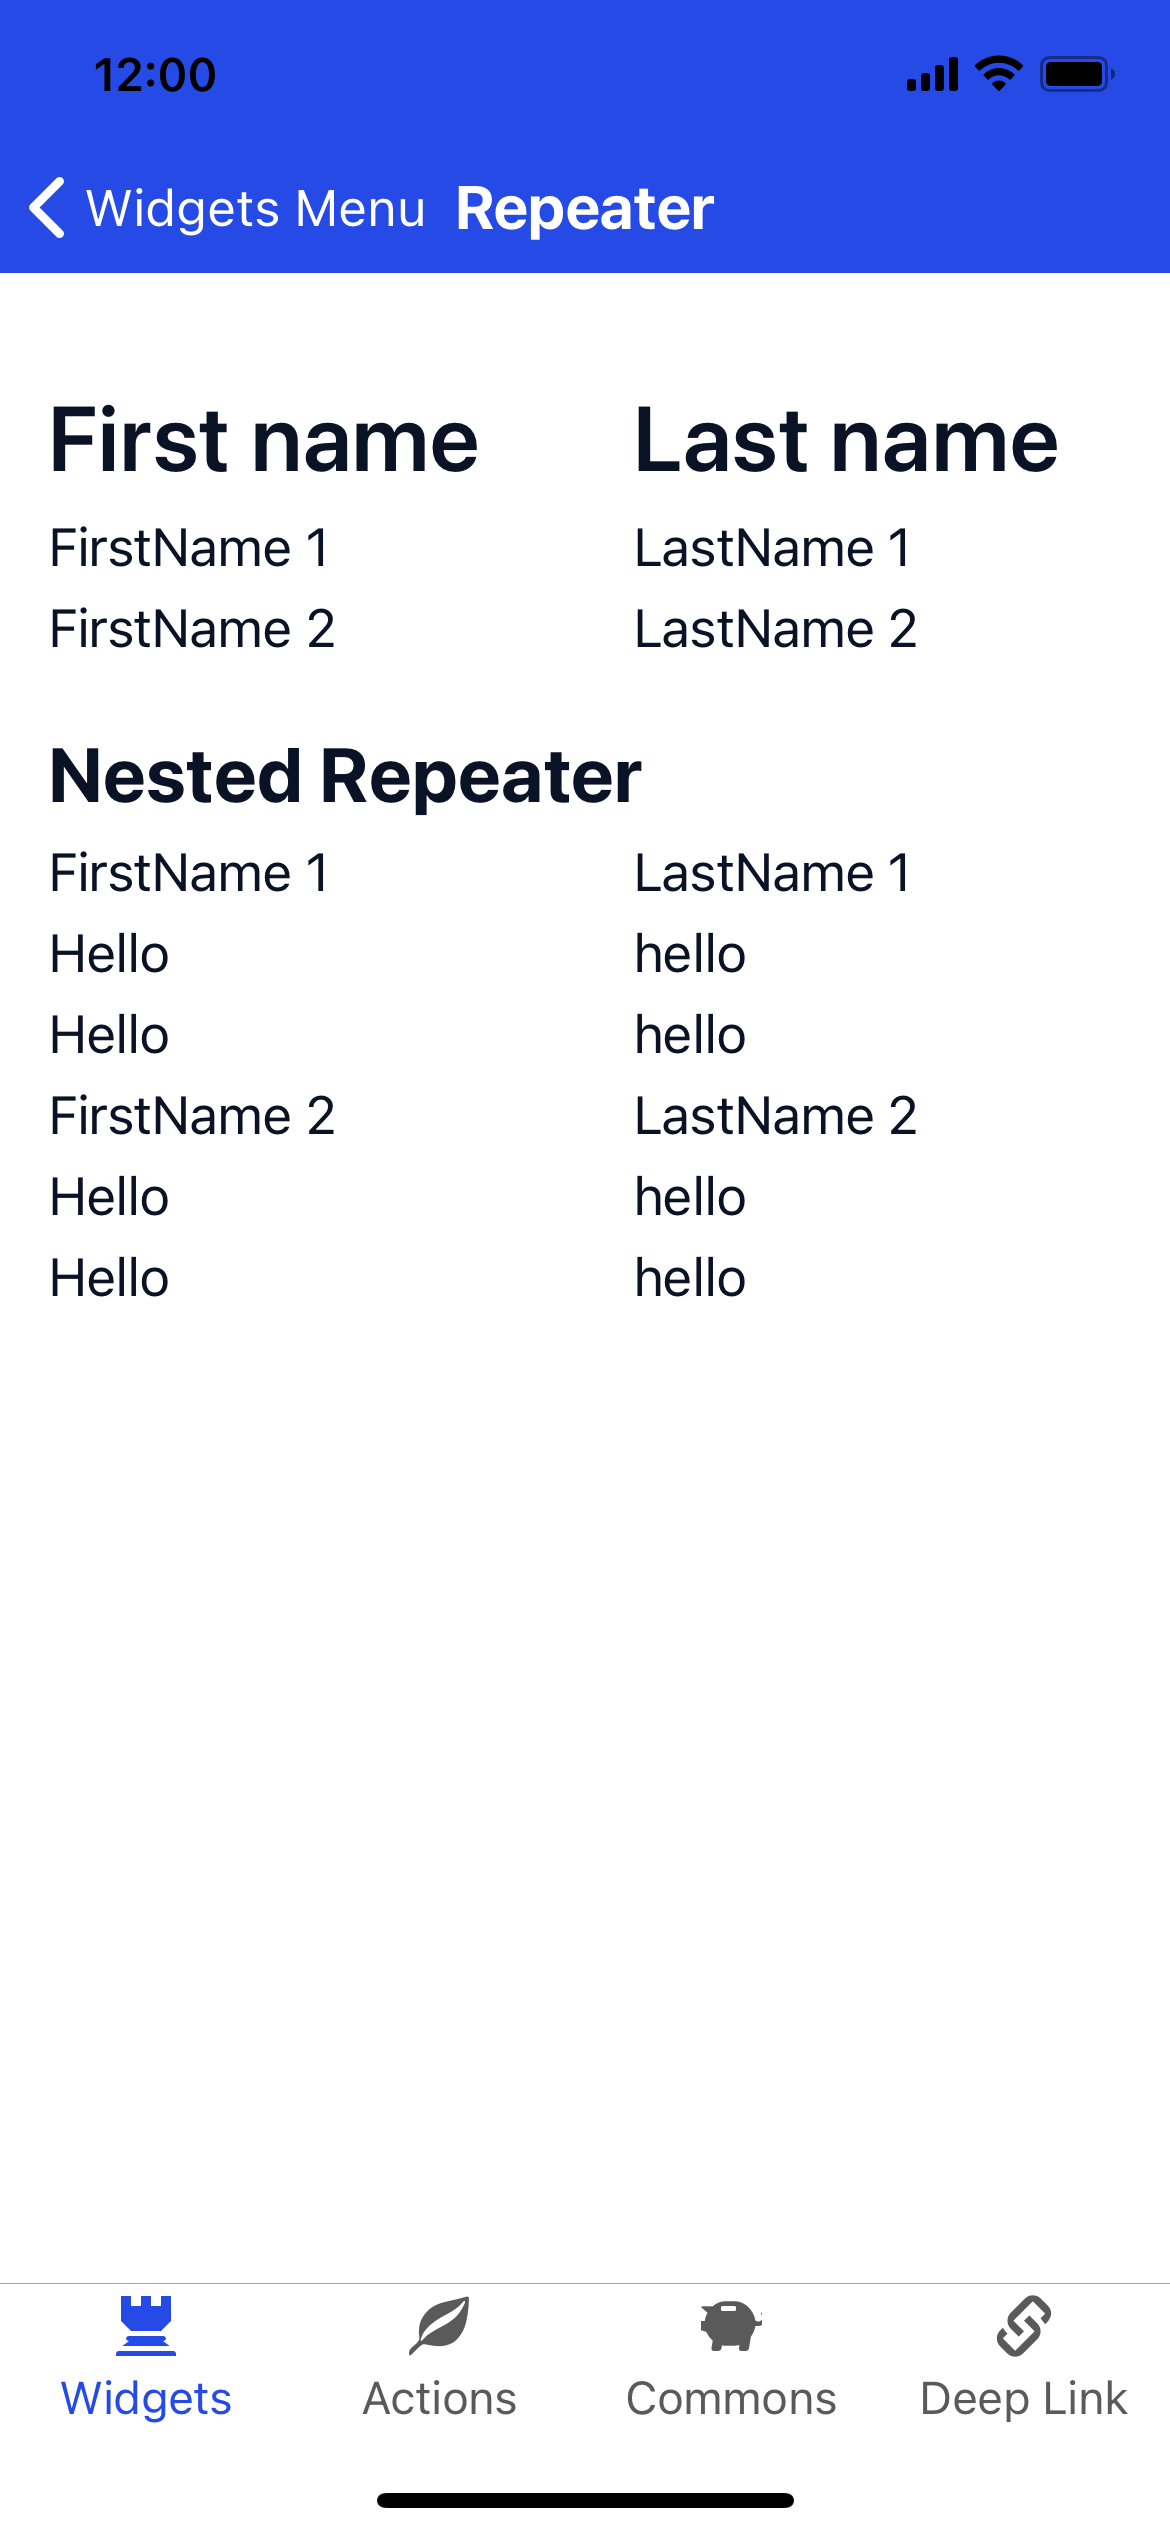 12:00
Widgets Menu Repeater
First name Last name
FirstName 1 LastName 1
FirstName 2 LastName 2
Nested Repeater
FirstName 1 LastName 1
Hello hello
Hello hello
FirstName 2 LastName 2
Hello hello
Hello hello
Widgets Actions Commons Deep Link